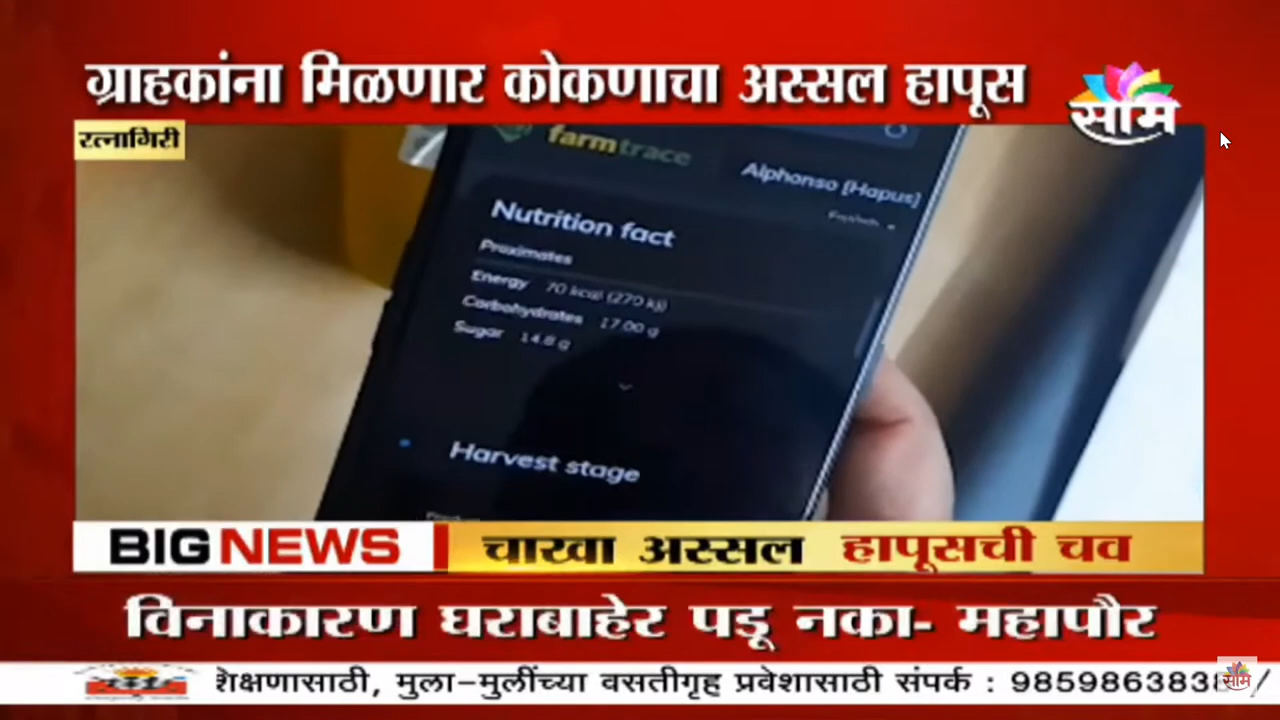 ग्राहकांना मिळणार कोकणाचा अस्सल हापूस
साम
रत्नागिरी
farmtrace
Alphonso [Hapus]
English
Nutrition fact
Proximates
Energy 70 kcal (270 kj)
Carbohydrates 17.00 g
Sugar 14.8 g
Harvest stage
BIG NEWS
चाखा अस्सल हापूसची चव
विनाकारण घराबाहेर पडू नका- महापौर
शिक्षणासाठी, मुला-मुलींच्या वसतीगृह प्रवेशासाठी संपर्क : 985986383
साम